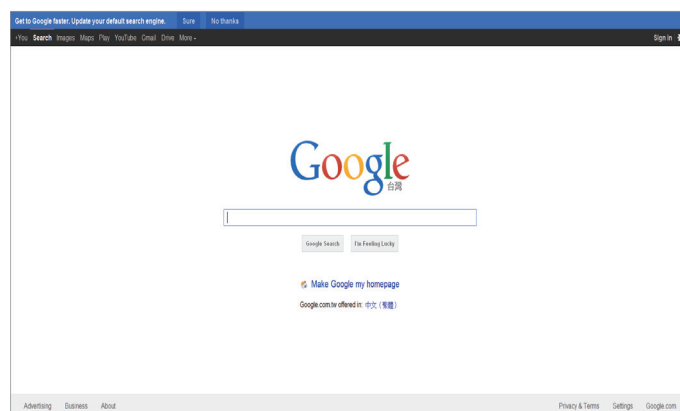 Get to Google faster. Update your default search engine. Sure No thanks
+You Search Images Maps Play YouTube Gmail Drive More
Sign in
Google
台灣
Google Search I'm Feeling Lucky
Make Google my homepage
Google.com.tw offered in: 中文（繁體）
Advertising Business About Privacy & Terms Settings Google.com